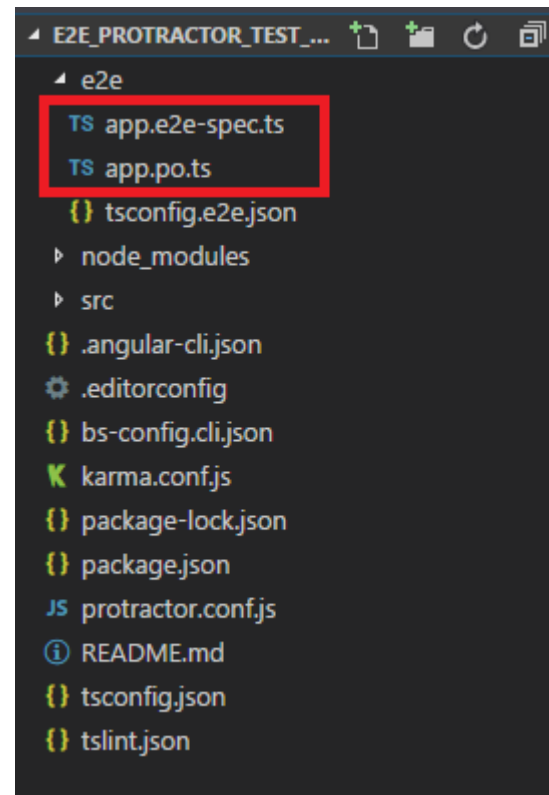 E2E_PROTRACTOR_TEST_...
e2e
TS app.e2e-spec.ts
TS app.po.ts
{} tsconfig.e2e.json
node_modules
src
{} .angular-cli.json
.editorconfig
{} bs-config.cli.json
K karma.conf.js
{} package-lock.json
{} package.json
JS protractor.conf.js
README.md
{} tsconfig.json
{} tslint.json